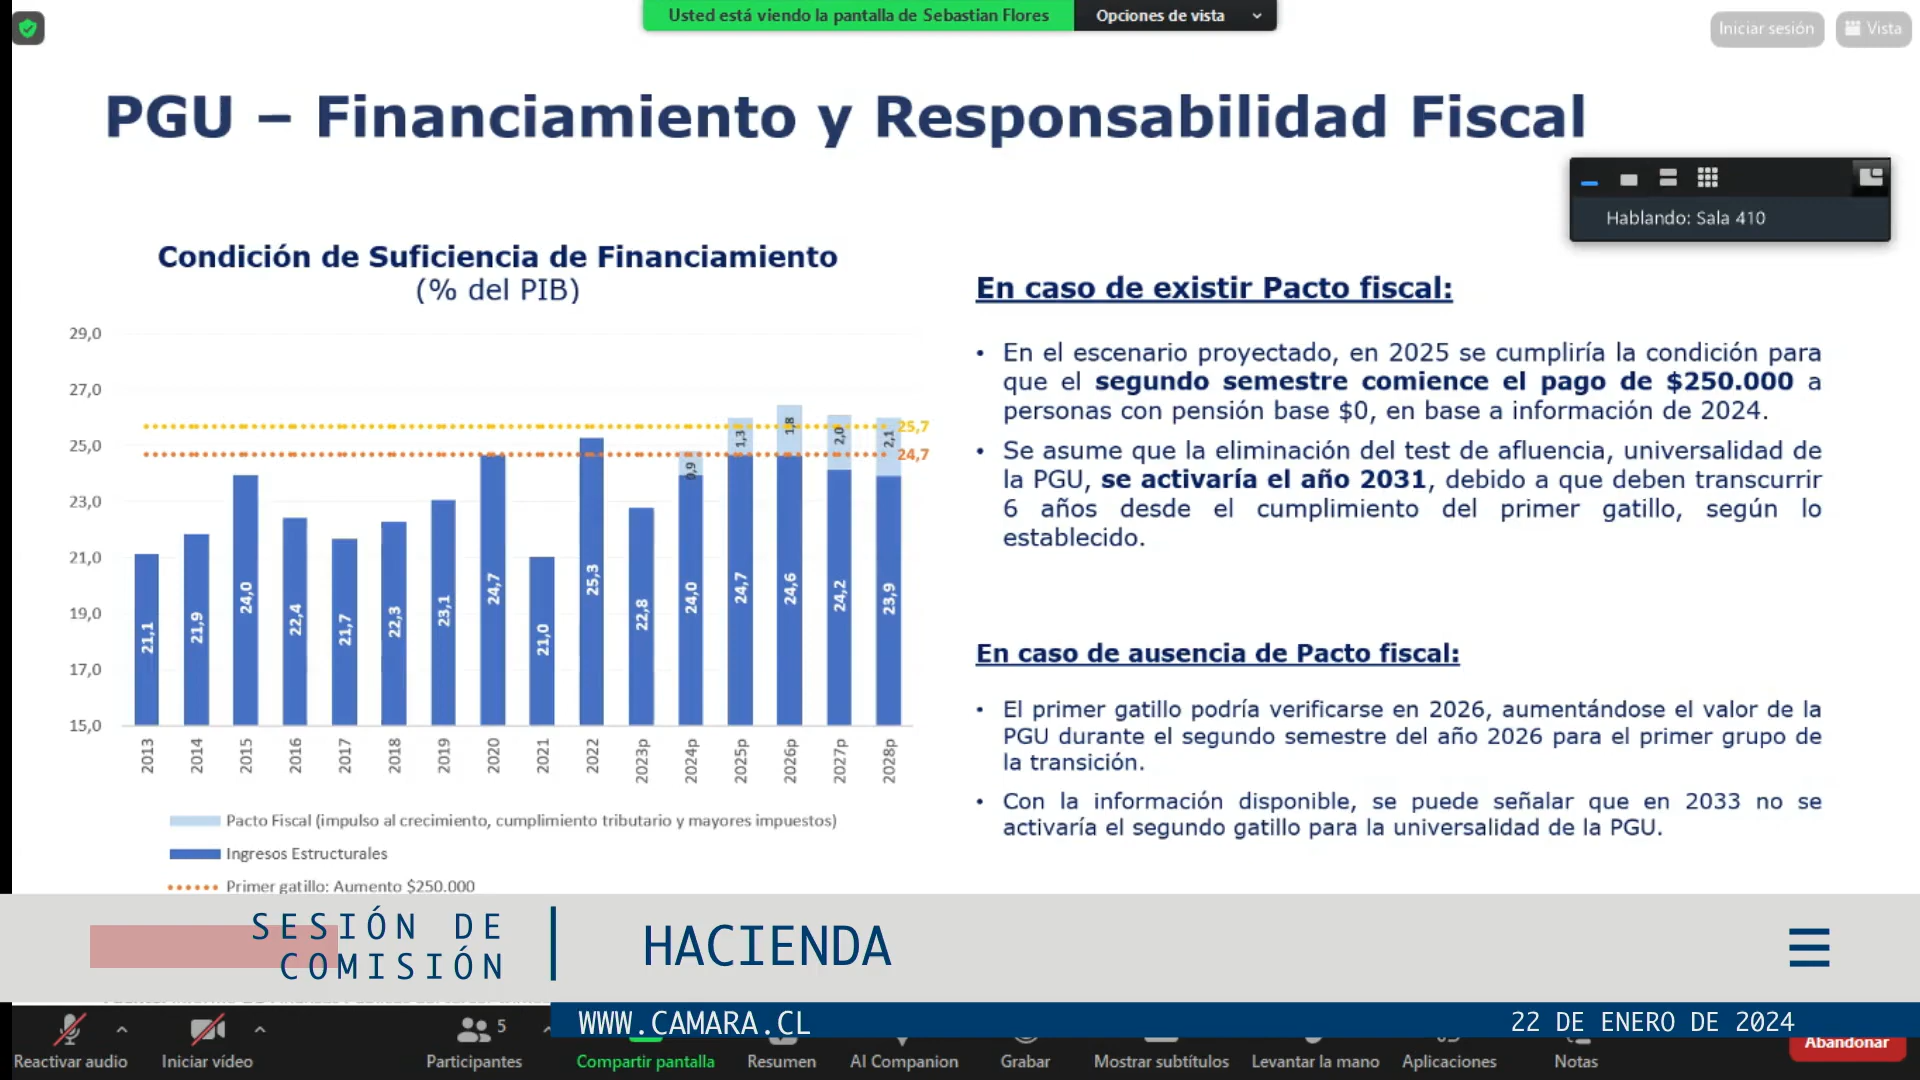 Usted está viendo la pantalla de Sebastian Flores
Opciones de vista
Iniciar sesión
Vista
PGU – Financiamiento y Responsabilidad Fiscal
Hablando: Sala 410
Condición de Suficiencia de Financiamiento
(% del PIB)
29,0
27,0
25,0
23,0
21,0
19,0
17,0
15,0
25,7
24,7
0,9
1,3
1,8
2,0
2,1
21,1
21,9
24,0
22,4
21,7
22,3
23,1
24,7
21,0
25,3
22,8
24,0
24,7
24,6
24,2
23,9
2013
2014
2015
2016
2017
2018
2019
2020
2021
2022
2023p
2024p
2025p
2026p
2027p
2028p
Pacto Fiscal (impulso al crecimiento, cumplimiento tributario y mayores impuestos)
Ingresos Estructurales
Primer gatillo: Aumento $250.000
En caso de existir Pacto fiscal:
• En el escenario proyectado, en 2025 se cumpliría la condición para
que el segundo semestre comience el pago de $250.000 a
personas con pensión base $0, en base a información de 2024.
• Se asume que la eliminación del test de afluencia, universalidad de
la PGU, se activaría el año 2031, debido a que deben transcurrir
6 años desde el cumplimiento del primer gatillo, según lo
establecido.
En caso de ausencia de Pacto fiscal:
• El primer gatillo podría verificarse en 2026, aumentándose el valor de la
PGU durante el segundo semestre del año 2026 para el primer grupo de
la transición.
• Con la información disponible, se puede señalar que en 2033 no se
activaría el segundo gatillo para la universalidad de la PGU.
SESIÓN DE
COMISIÓN
HACIENDA
WWW.CAMARA.CL
22 DE ENERO DE 2024
5
Reactivar audio
Iniciar vídeo
Participantes
Compartir pantalla
Resumen
AI Companion
Grabar
Mostrar subtítulos
Levantar la mano
Aplicaciones
Notas
Abandonar